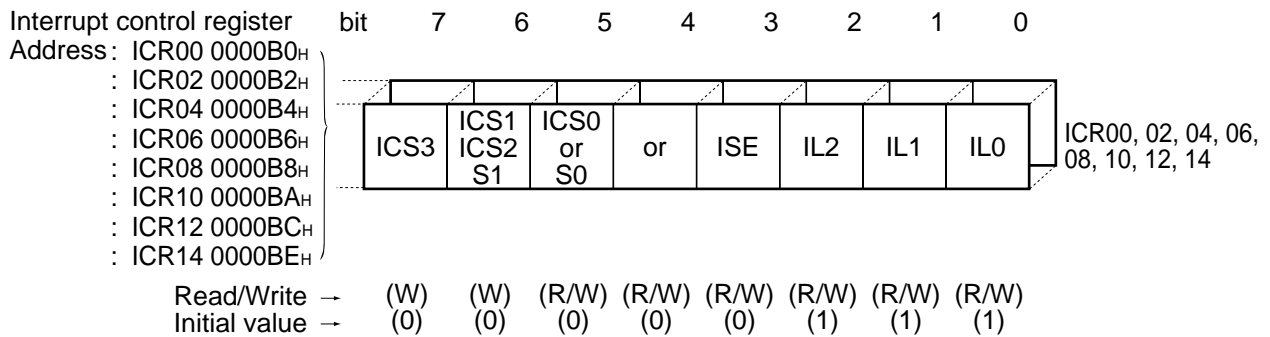 Interrupt control register bit 7 6 5 4 3 2 1 0
Address : ICR00 0000B0H
: ICR02 0000B2H
: ICR04 0000B4H
: ICR06 0000B6H
: ICR08 0000B8H
: ICR10 0000BAH
: ICR12 0000BCH
: ICR14 0000BEH
ICS3
ICS1
ICS2
S1
ICS0
or
S0
or
ISE
IL2
IL1
IL0
ICR00, 02, 04, 06,
08, 10, 12, 14
Read/Write → (W) (W) (R/W) (R/W) (R/W) (R/W) (R/W) (R/W)
Initial value → (0) (0) (0) (0) (0) (1) (1) (1)